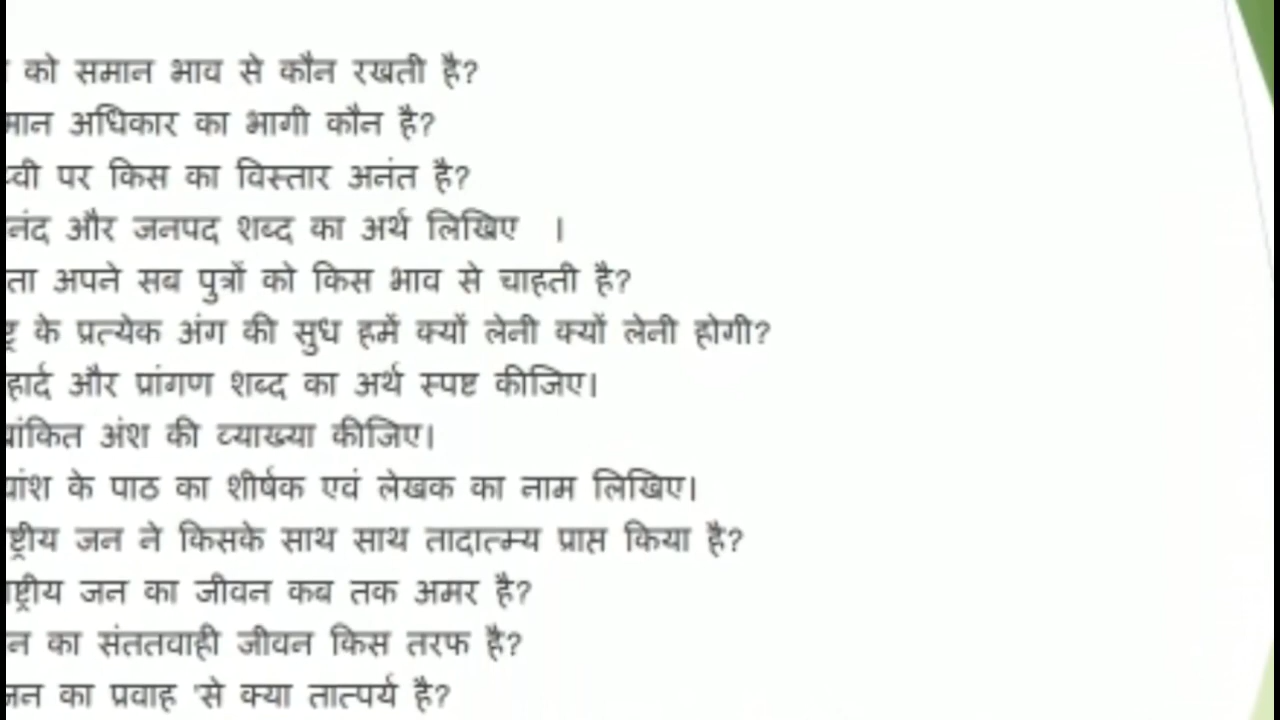 को समान भाव से कौन रखती है?
मान अधिकार का भागी कौन है?
्वी पर किस का विस्तार अनंत है?
नंद और जनपद शब्द का अर्थ लिखिए ।
ता अपने सब पुत्रों को किस भाव से चाहती है?
के प्रत्येक अंग की सुध हमें क्यों लेनी क्यों लेनी होगी?
हार्द और प्रांगण शब्द का अर्थ स्पष्ट कीजिए।
ांकित अंश की व्याख्या कीजिए।
यांश के पाठ का शीर्षक एवं लेखक का नाम लिखिए।
ष्ट्रीय जन ने किसके साथ साथ तादात्म्य प्राप्त किया है?
ाष्ट्रीय जन का जीवन कब तक अमर है?
न का संततवाही जीवन किस तरफ है?
जन का प्रवाह 'से क्या तात्पर्य है?